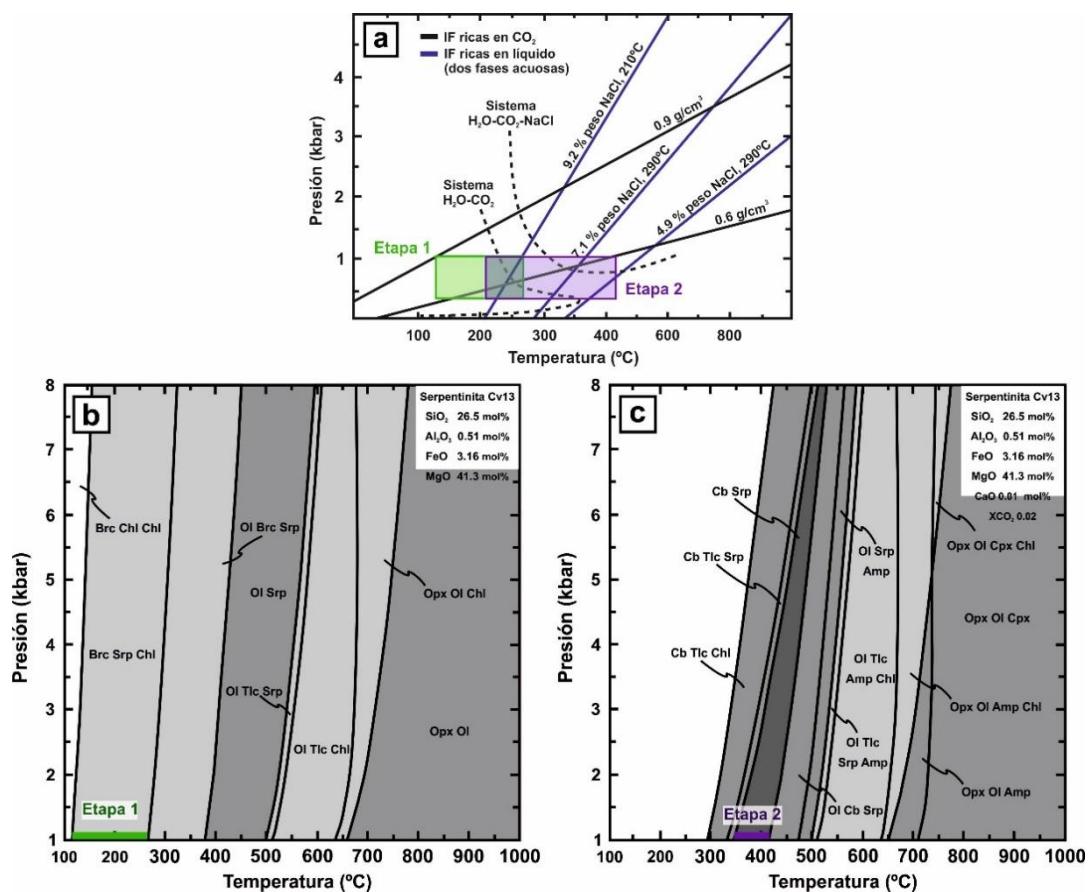 a
IF ricas en CO₂
IF ricas en líquido
(dos fases acuosas)
Sistema
H₂O-CO₂-NaCl
Sistema
H₂O-CO₂
9.2 % peso NaCl, 210ºC
7.1 % peso NaCl, 290ºC
4.9 % peso NaCl, 290ºC
0.9 g/cm³
0.6 g/cm³
Etapa 1
Etapa 2
Presión (kbar)
4
3
2
1
100 200 300 400 600 800
Temperatura (ºC)
b
Serpentinita Cv13
SiO₂ 26.5 mol%
Al₂O₃ 0.51 mol%
FeO 3.16 mol%
MgO 41.3 mol%
Brc Chl Chl
Ol Brc Srp
Ol Srp
Opx Ol Chl
Brc Srp Chl
Ol Tlc Srp
Ol Tlc Chl
Opx Ol
Etapa 1
Presión (kbar)
8
7
6
5
4
3
2
1
100 200 300 400 500 600 700 800 900 1000
Temperatura (ºC)
c
Serpentinita Cv13
SiO₂ 26.5 mol%
Al₂O₃ 0.51 mol%
FeO 3.16 mol%
MgO 41.3 mol%
CaO 0.01 mol%
XCO₂ 0.02
Cb Srp
Cb Tlc Srp
Cb Tlc Chl
Ol Srp
Amp
Opx Ol Cpx Chl
Opx Ol Cpx
Ol Tlc
Amp Chl
Opx Ol Amp Chl
Ol Tlc
Srp Amp
Opx Ol Amp
Ol Cb Srp
Etapa 2
Presión (kbar)
8
7
6
5
4
3
2
1
100 200 300 400 500 600 700 800 900 1000
Temperatura (ºC)